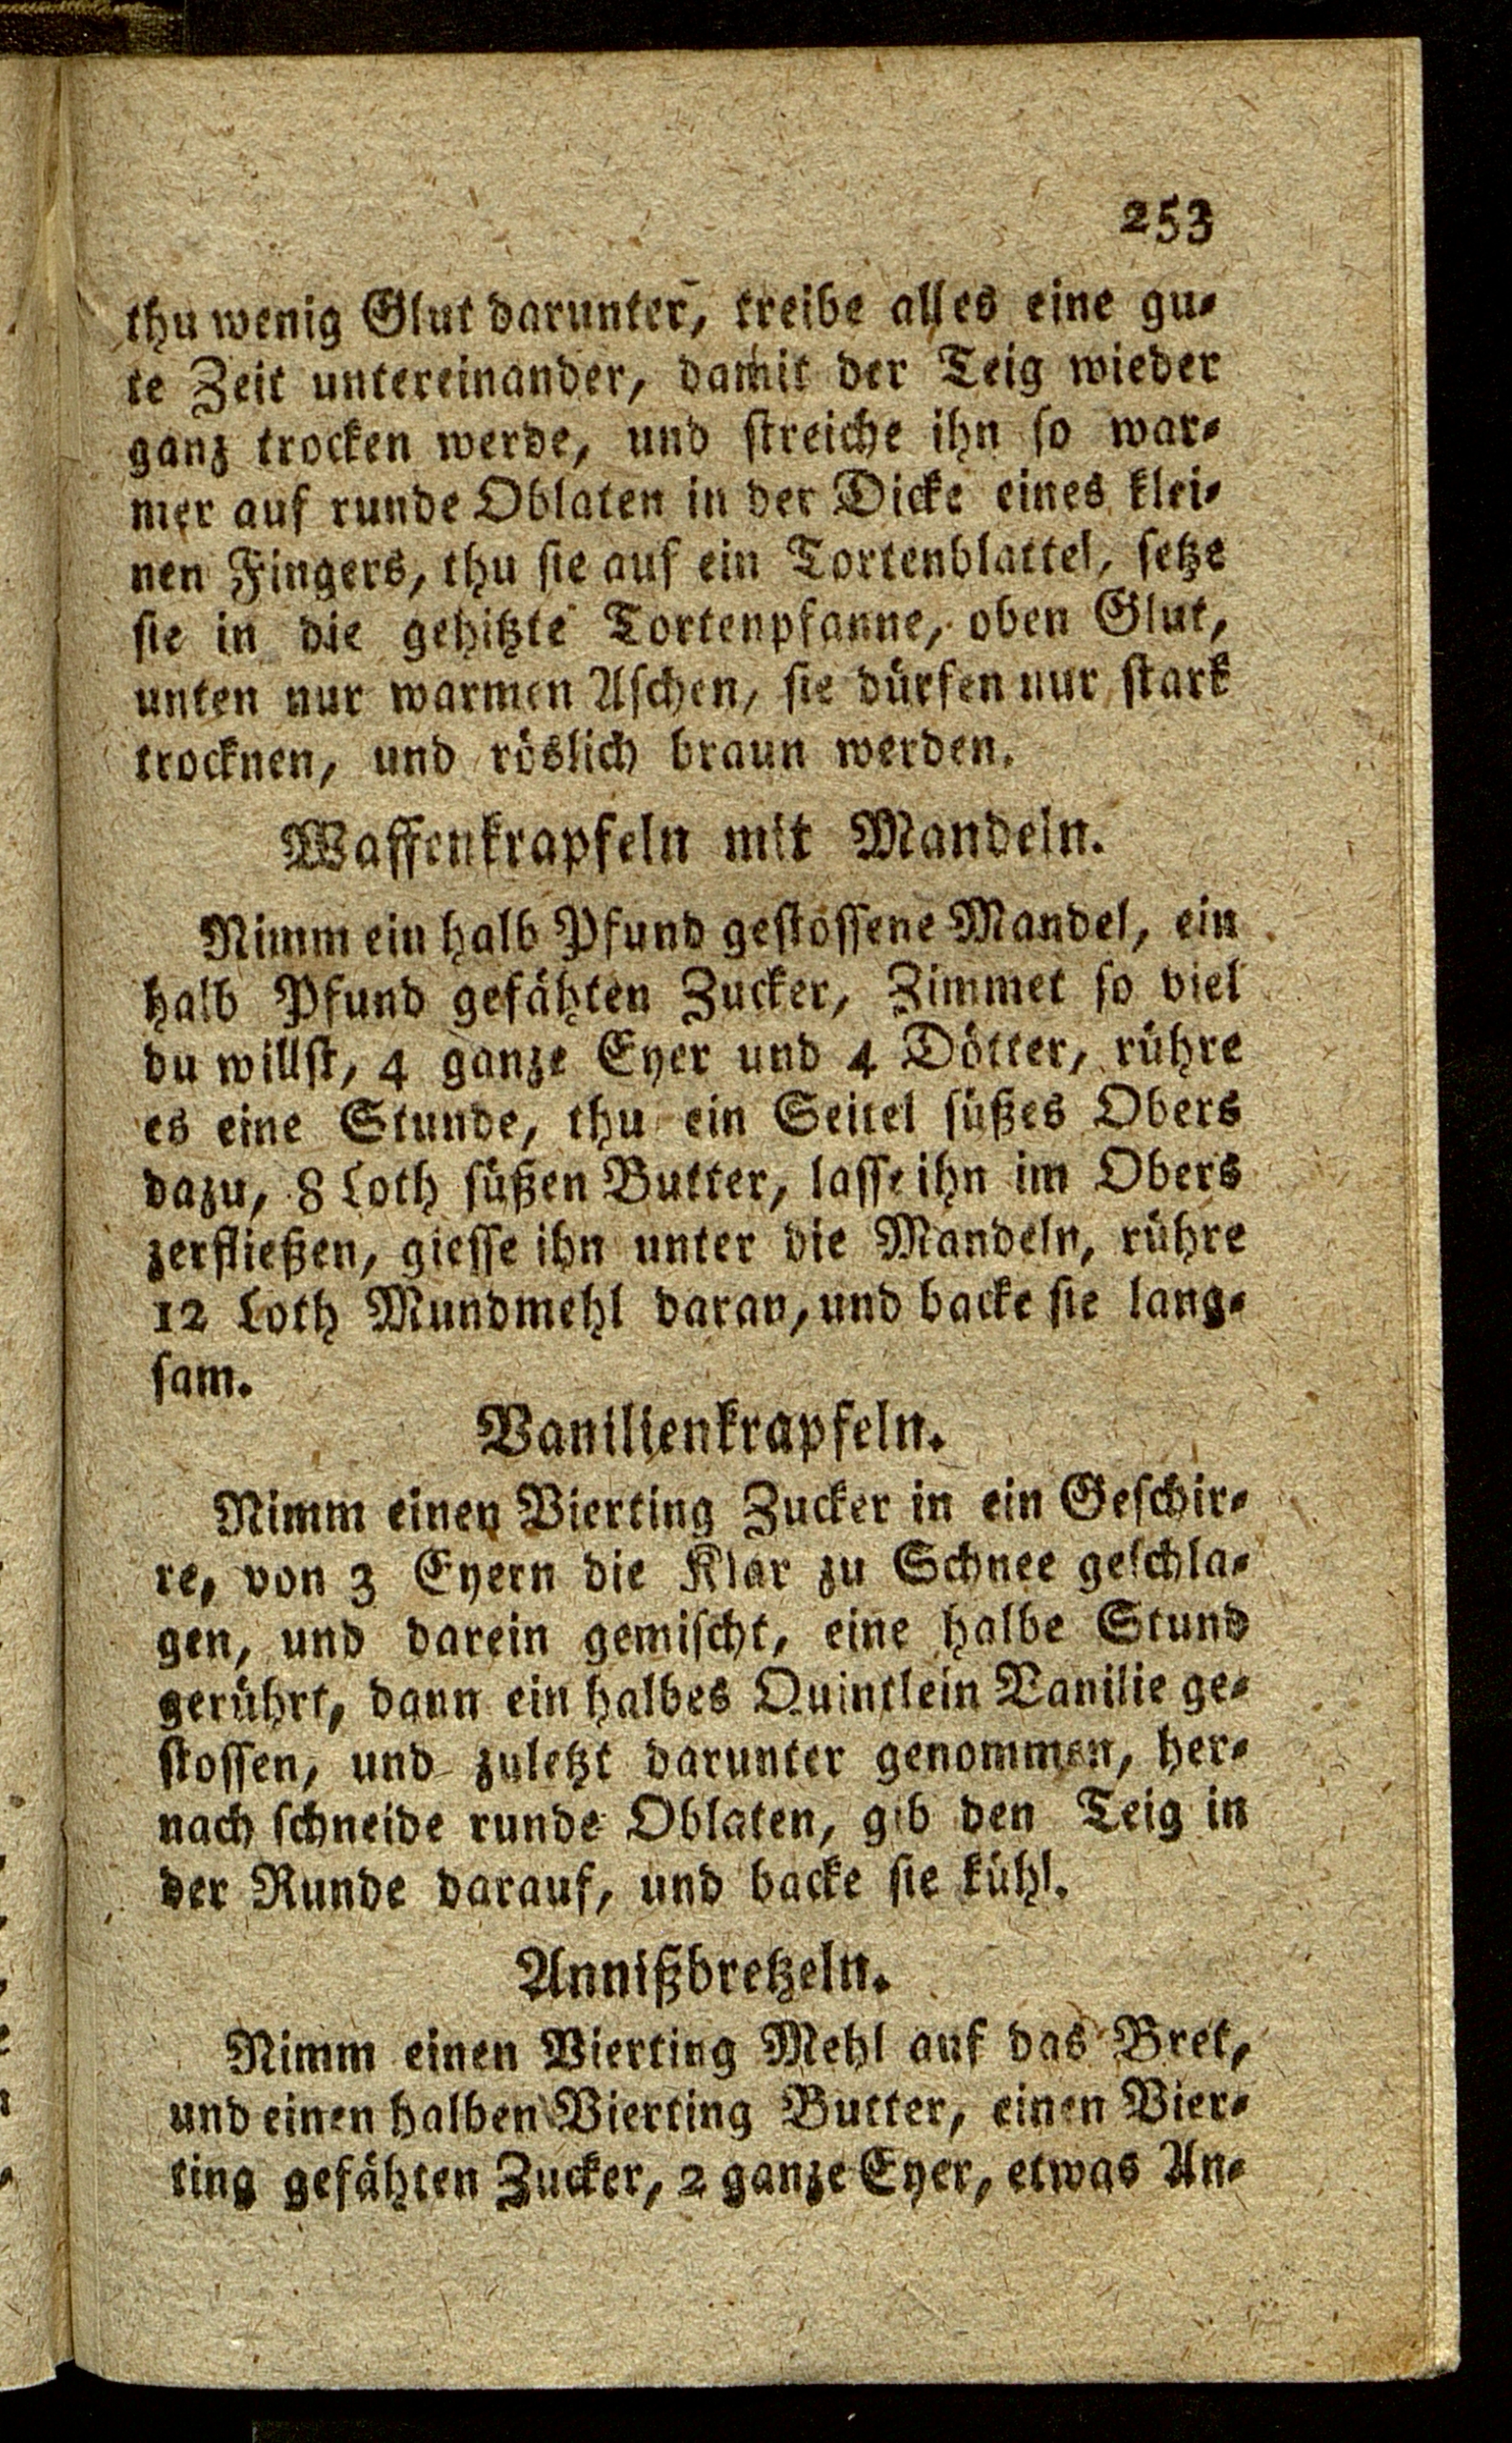 253
thu wenig Glut darunter, treibe alles eine gu⸗
te Zeit untereinander, damit der Teig wieder
ganz trocken werde, und streiche ihn so war⸗
mer auf runde Oblaten in der Dicke eines klei⸗
nen Fingers, thu sie auf ein Tortenblattel, setze
sie in die gehitzte Tortenpfanne, oben Glut,
unten nur warmen Aschen, sie dürfen nur stark
trocknen, und röslich braun werden.
Waffenkrapfeln mit Mandeln.
Nimm ein halb Pfund gestossene Mandel, ein
halb Pfund gefähten Zucker, Zimmet so viel
du willst, 4 ganze Eyer und 4 Dötter, rühre
es eine Stunde, thu ein Seitel süßes Obers
dazu, 8 Loth süßen Butter, lasse ihn im Obers
zerfließen, giesse ihn unter die Mandeln, rühre
12 Loth Mundmehl daran, und backe sie lang⸗
sam.
Vanilienkrapfeln.
Nimm einen Vierting Zucker in ein Geschir⸗
re, von 3 Eyern die Klar zu Schnee geschla⸗
gen, und darein gemischt, eine halbe Stund
gerührt, dann ein halbes Quintlein Vanilie ge⸗
stossen, und zuletzt darunter genommen, her⸗
nach schneide runde Oblaten, gib den Teig in
der Runde darauf, und backe sie kühl.
Annißbretzeln.
Nimm einen Vierting Mehl auf das Bret,
und einen halben Vierting Butter, einen Vier⸗
ting gefähten Zucker, 2 ganze Eyer, etwas An⸗